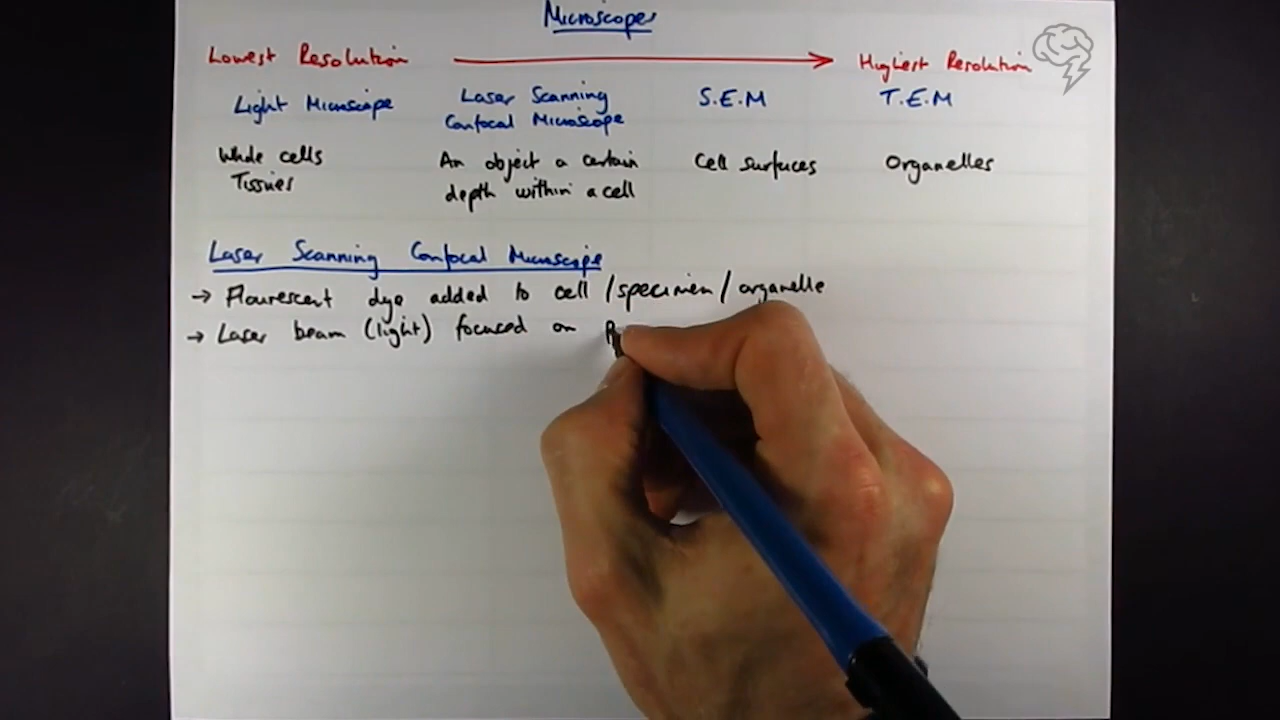 Microscopes
Lowest Resolution Highest Resolution
Light Microscope Laser Scanning Confocal Microscope S.E.M T.E.M
Whole cells Tissues An object a certain depth within a cell Cell surfaces Organelles
Laser Scanning Confocal Microscope
→ Flourescent dye added to cell/specimen/organelle
→ Laser beam (light) focused on